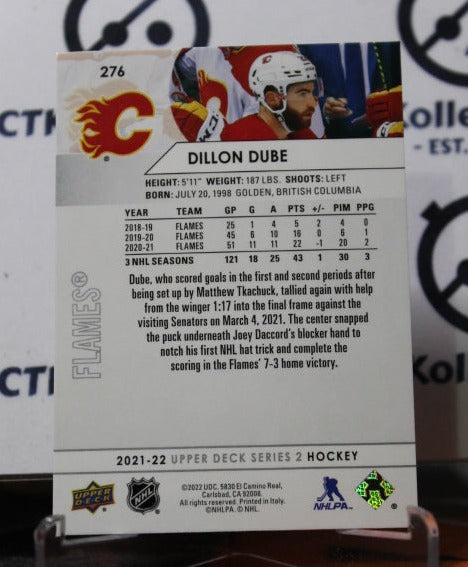 276
DILLON DUBE
HEIGHT: 5'11" WEIGHT: 187 LBS. SHOOTS: LEFT
BORN: JULY 20, 1998 GOLDEN, BRITISH COLUMBIA
YEAR TEAM GP G A PTS +/- PIM PPG
2018-19 FLAMES 25 1 4 5 2 4 0
2019-20 FLAMES 45 6 10 16 0 6 1
2020-21 FLAMES 51 11 11 22 -1 20 2
3 NHL SEASONS 121 18 25 43 1 30 3
Dube, who scored goals in the first and second periods after
being set up by Matthew Tkachuck, tallied again with help
from the winger 1:17 into the final frame against the
visiting Senators on March 4, 2021. The center snapped
the puck underneath Joey Daccord's blocker hand to
notch his first NHL hat trick and complete the
scoring in the Flames' 7-3 home victory.
FLAMES®
2021-22 UPPER DECK SERIES 2 HOCKEY
UPPER DECK
NHL
©2022 UDC. 5830 El Camino Real,
Carlsbad, CA 92008.
All rights reserved. Printed in Italy.
©NHLPA. © NHL.
NHLPA
Kolle
- EST.